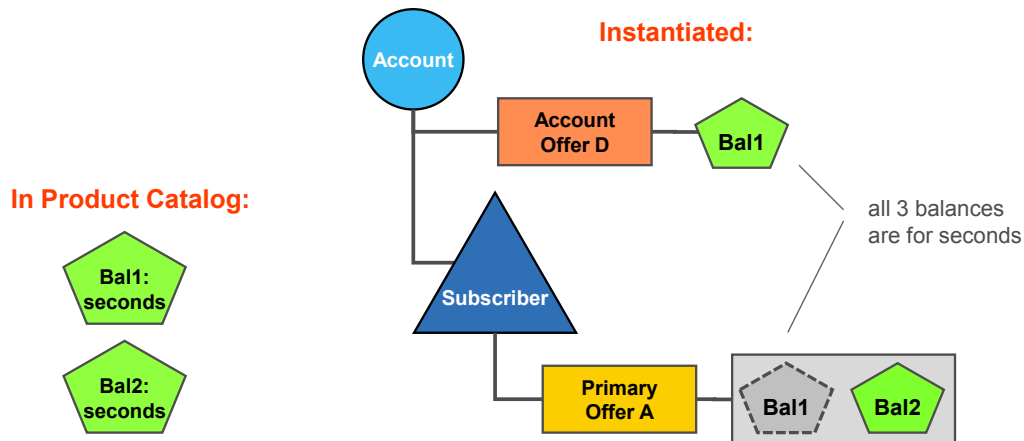 Instantiated:
Account
Account
Offer D
Bal1
In Product Catalog:
all 3 balances
are for seconds
Bal1:
seconds
Subscriber
Bal2:
seconds
Primary
Offer A
Bal1
Bal2